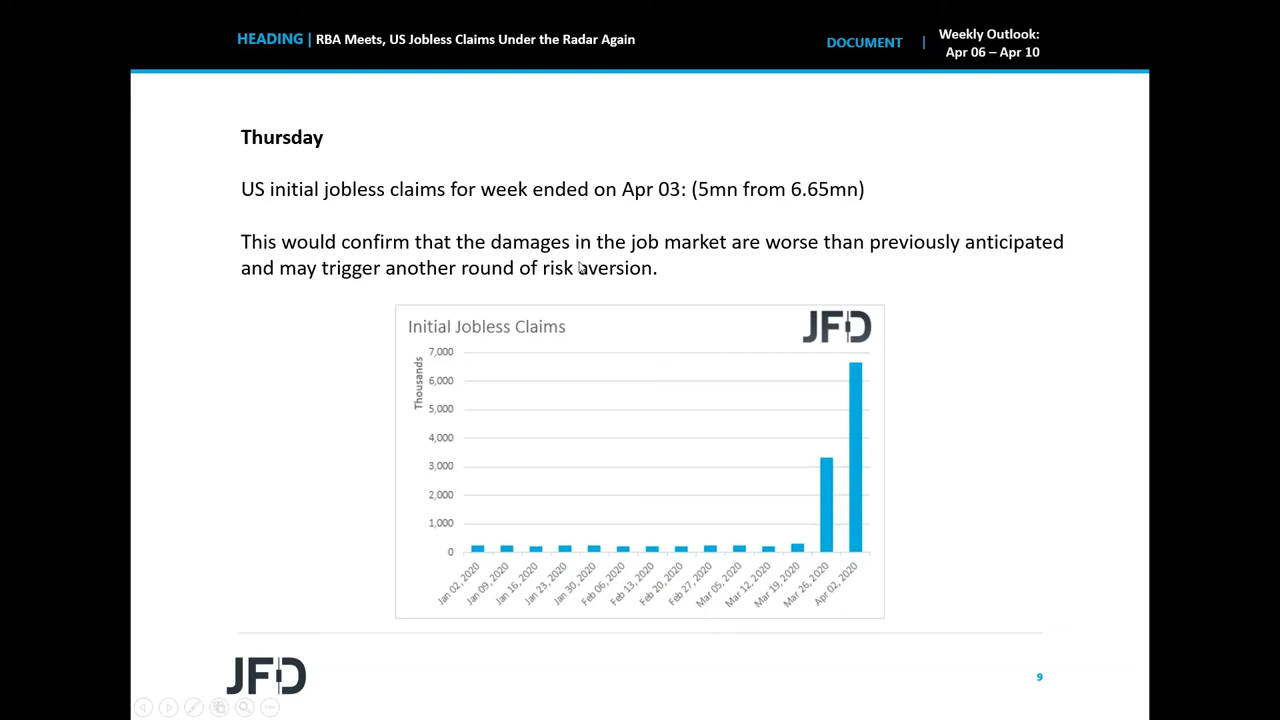 HEADING | RBA Meets, US Jobless Claims Under the Radar Again
DOCUMENT | Weekly Outlook:
Apr 06 – Apr 10
Thursday
US initial jobless claims for week ended on Apr 03: (5mn from 6.65mn)
This would confirm that the damages in the job market are worse than previously anticipated
and may trigger another round of risk aversion.
Initial Jobless Claims
JFD
Thousands
7,000
6,000
5,000
4,000
3,000
2,000
1,000
0
Jan 02, 2020
Jan 09, 2020
Jan 16, 2020
Jan 23, 2020
Jan 30, 2020
Feb 06, 2020
Feb 13, 2020
Feb 20, 2020
Feb 27, 2020
Mar 05, 2020
Mar 12, 2020
Mar 19, 2020
Mar 26, 2020
Apr 02, 2020
JFD
9